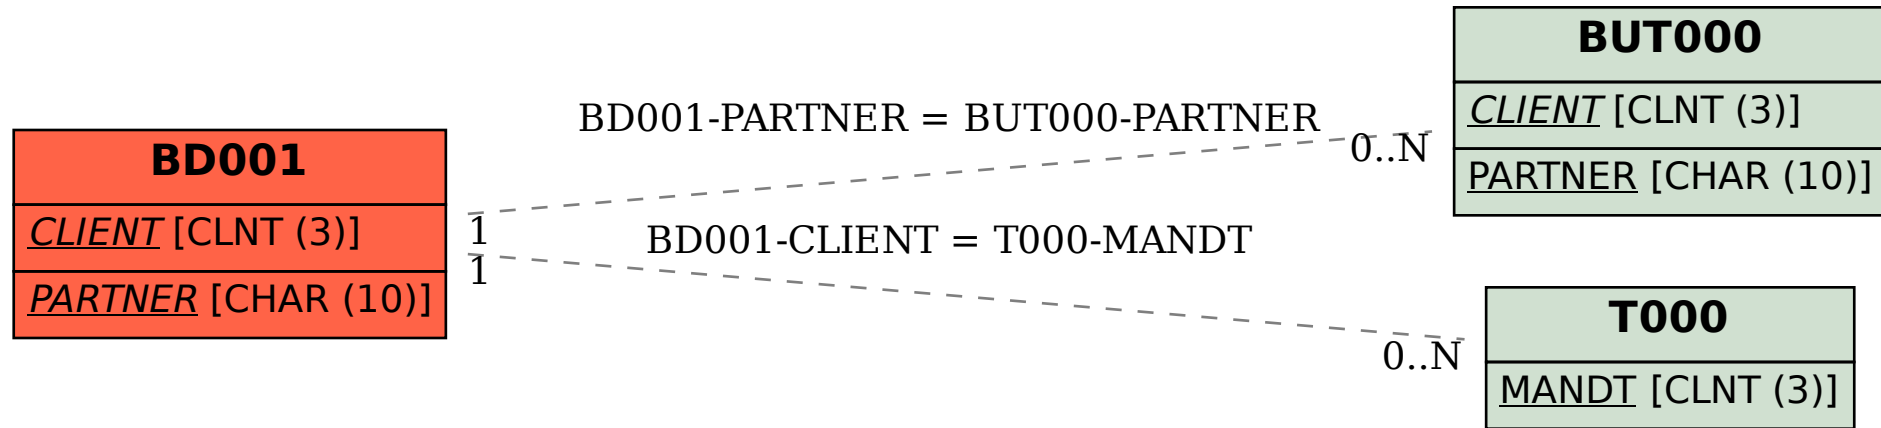 BD001
CLIENT [CLNT (3)]
PARTNER [CHAR (10)]
BD001-PARTNER = BUT000-PARTNER
1
0..N
BD001-CLIENT = T000-MANDT
1
0..N
BUT000
CLIENT [CLNT (3)]
PARTNER [CHAR (10)]
T000
MANDT [CLNT (3)]